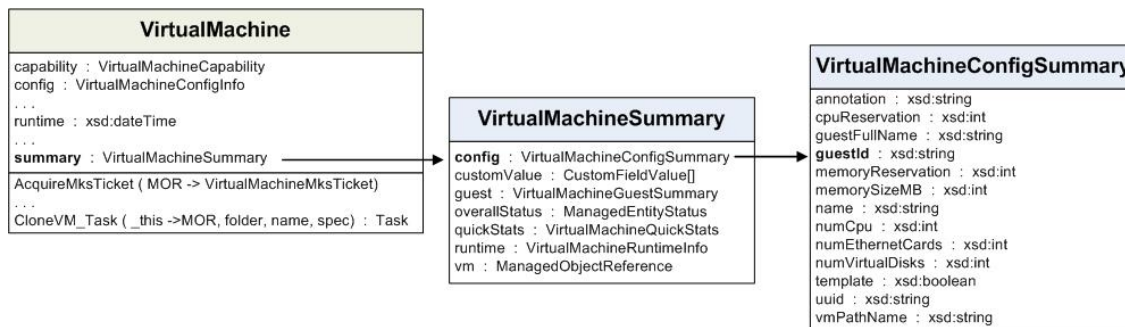 VirtualMachine
capability : VirtualMachineCapability
config : VirtualMachineConfigInfo
. . .
runtime : xsd:dateTime
. . .
summary : VirtualMachineSummary
AcquireMksTicket ( MOR -> VirtualMachineMksTicket)
. . .
CloneVM_Task ( _this ->MOR, folder, name, spec) : Task
VirtualMachineSummary
config : VirtualMachineConfigSummary
customValue : CustomFieldValue[]
guest : VirtualMachineGuestSummary
overallStatus : ManagedEntityStatus
quickStats : VirtualMachineQuickStats
runtime : VirtualMachineRuntimeInfo
vm : ManagedObjectReference
VirtualMachineConfigSummary
annotation : xsd:string
cpuReservation : xsd:int
guestFullName : xsd:string
guestId : xsd:string
memoryReservation : xsd:int
memorySizeMB : xsd:int
name : xsd:string
numCpu : xsd:int
numEthernetCards : xsd:int
numVirtualDisks : xsd:int
template : xsd:boolean
uuid : xsd:string
vmPathName : xsd:string